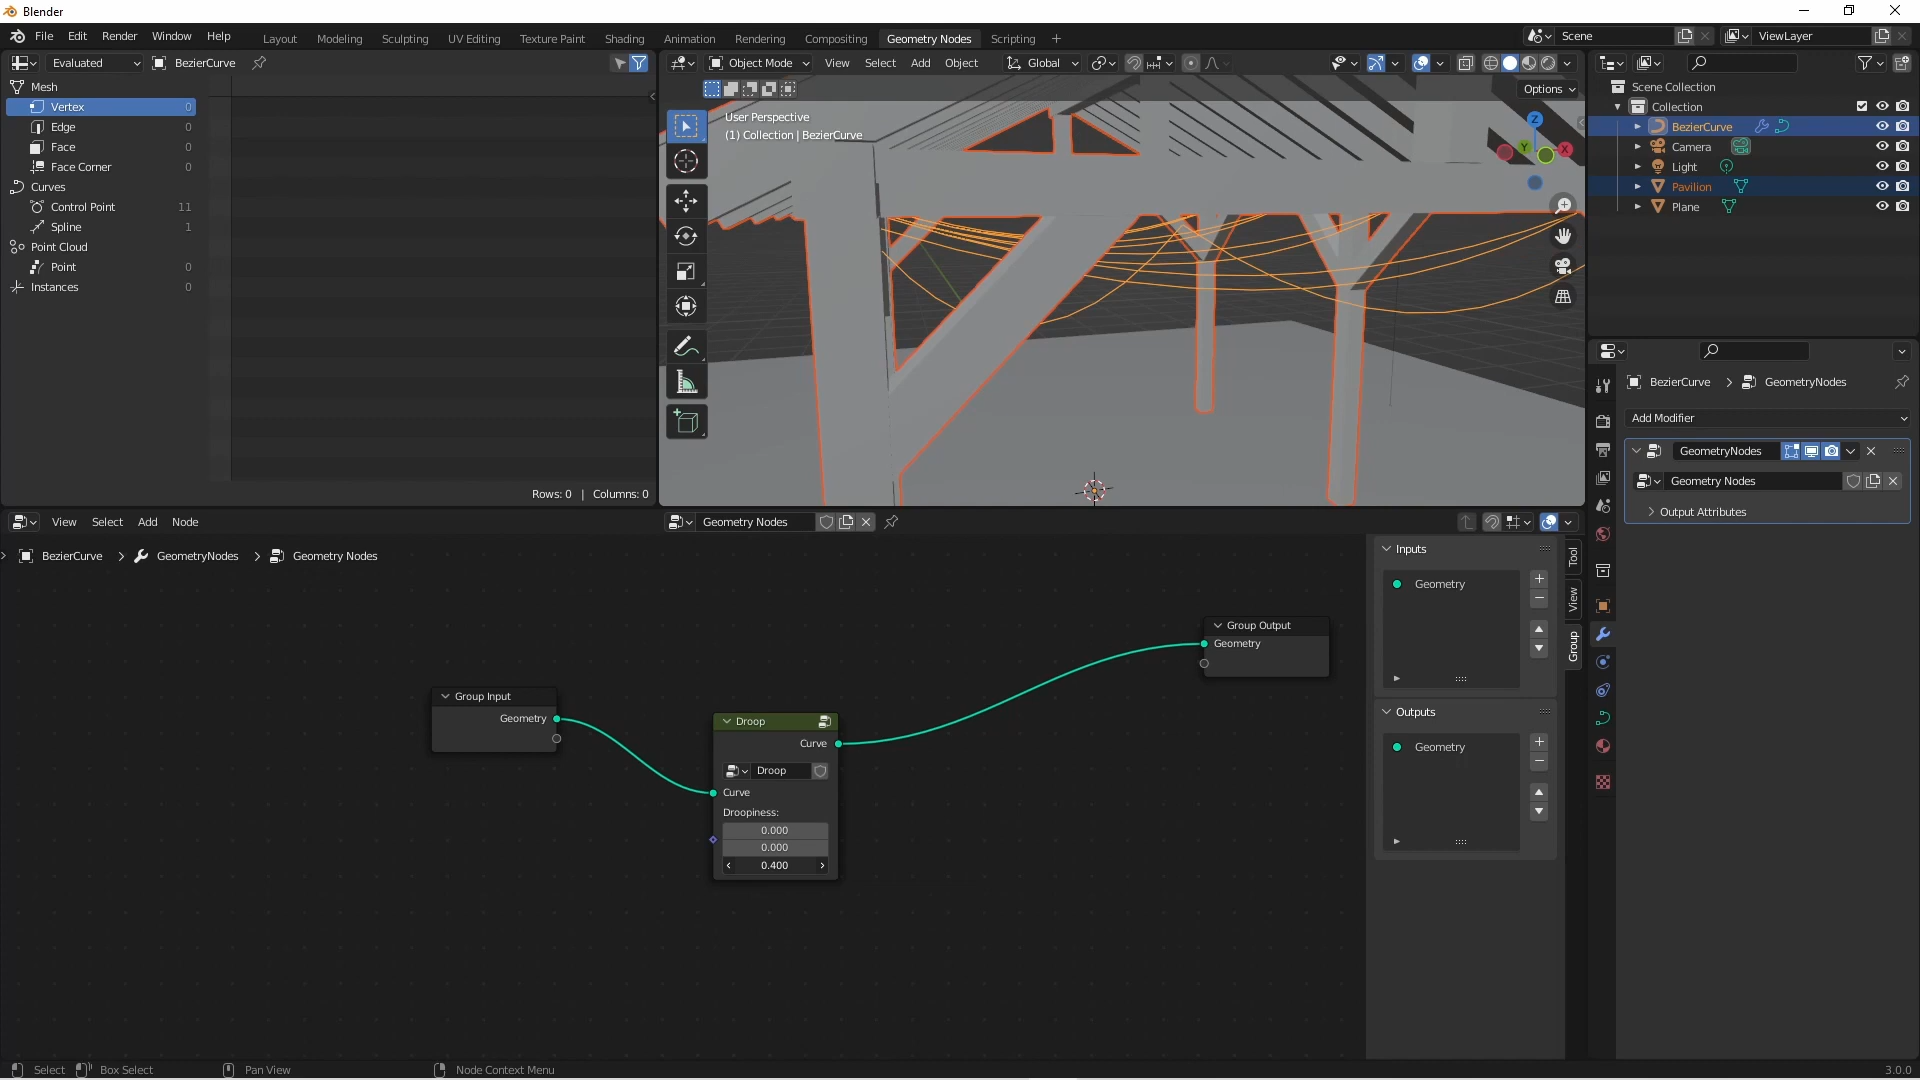 Blender
File Edit Render Window Help
Layout Modeling Sculpting UV Editing Texture Paint Shading Animation Rendering Compositing Geometry Nodes Scripting +
Scene
ViewLayer
Evaluated
BezierCurve
Mesh
Vertex 0
Edge 0
Face 0
Face Corner 0
Curves
Control Point 11
Spline 1
Point Cloud
Point 0
Instances 0
Rows: 0 | Columns: 0
Object Mode View Select Add Object
Global
Options
User Perspective
(1) Collection | BezierCurve
Z
Y
X
Scene Collection
Collection
BezierCurve
Camera
Light
Pavilion
Plane
BezierCurve > GeometryNodes
Add Modifier
GeometryNodes
Geometry Nodes
Output Attributes
View Select Add Node
Geometry Nodes
BezierCurve > GeometryNodes > Geometry Nodes
Group Input
Geometry
Droop
Curve
Droop
Curve
Droopiness:
0.000
0.000
0.400
Group Output
Geometry
Inputs
Geometry
Outputs
Geometry
Tool
View
Group
Select
Box Select
Pan View
Node Context Menu
3.0.0